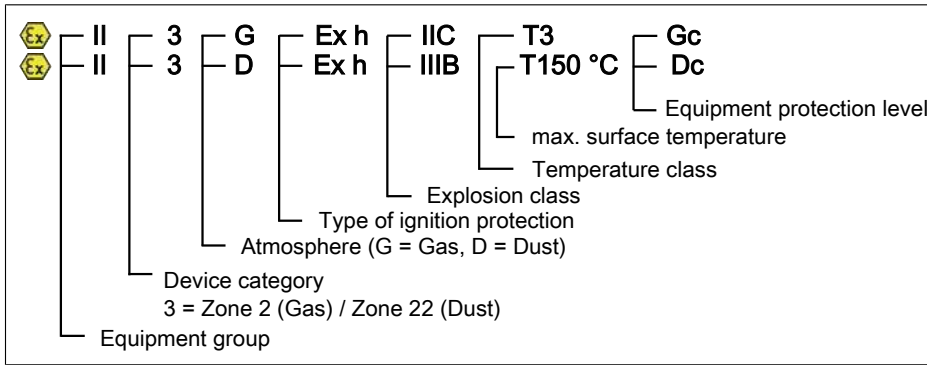 Ex II 3 G Ex h IIC T3 Gc
Ex II 3 D Ex h IIIB T150 °C Dc
Equipment protection level
max. surface temperature
Temperature class
Explosion class
Type of ignition protection
Atmosphere (G = Gas, D = Dust)
Device category
3 = Zone 2 (Gas) / Zone 22 (Dust)
Equipment group